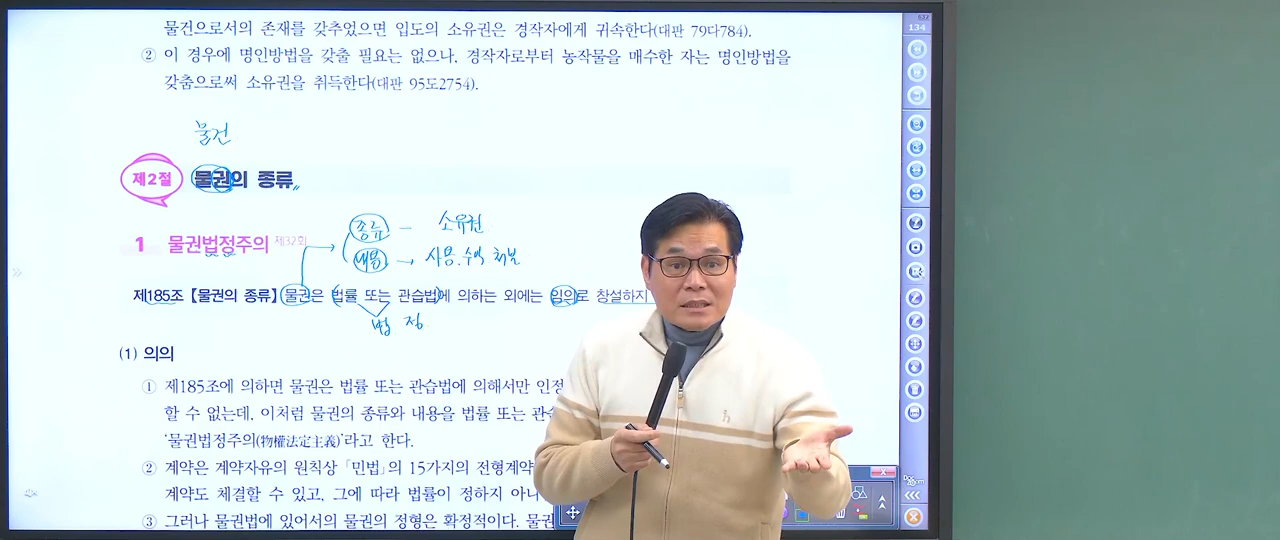 물건으로서의 존재를 갖추었으면 입도의 소유권은 경작자에게 귀속한다(대판 79다784).
② 이 경우에 명인방법을 갖출 필요는 없으나, 경작자로부터 농작물을 매수한 자는 명인방법을
갖춤으로써 소유권을 취득한다(대판 95도2754).
물건
제2절 물권의 종류
종류 - 소유권
1 물권법정주의 제32회
내용 → 사용.수익 처분
제185조 【물권의 종류】 물권은 법률 또는 관습법에 의하는 외에는 임의로 창설하지
법 정
(1) 의의
① 제185조에 의하면 물권은 법률 또는 관습법에 의해서만 인정
할 수 없는데, 이처럼 물권의 종류와 내용을 법률 또는 관습
'물권법정주의(物權法定主義)'라고 한다.
② 계약은 계약자유의 원칙상 「민법」의 15가지의 전형계약
계약도 체결할 수 있고, 그에 따라 법률이 정하지 아니
③ 그러나 물권법에 있어서의 물권의 정형은 확정적이다. 물권
134